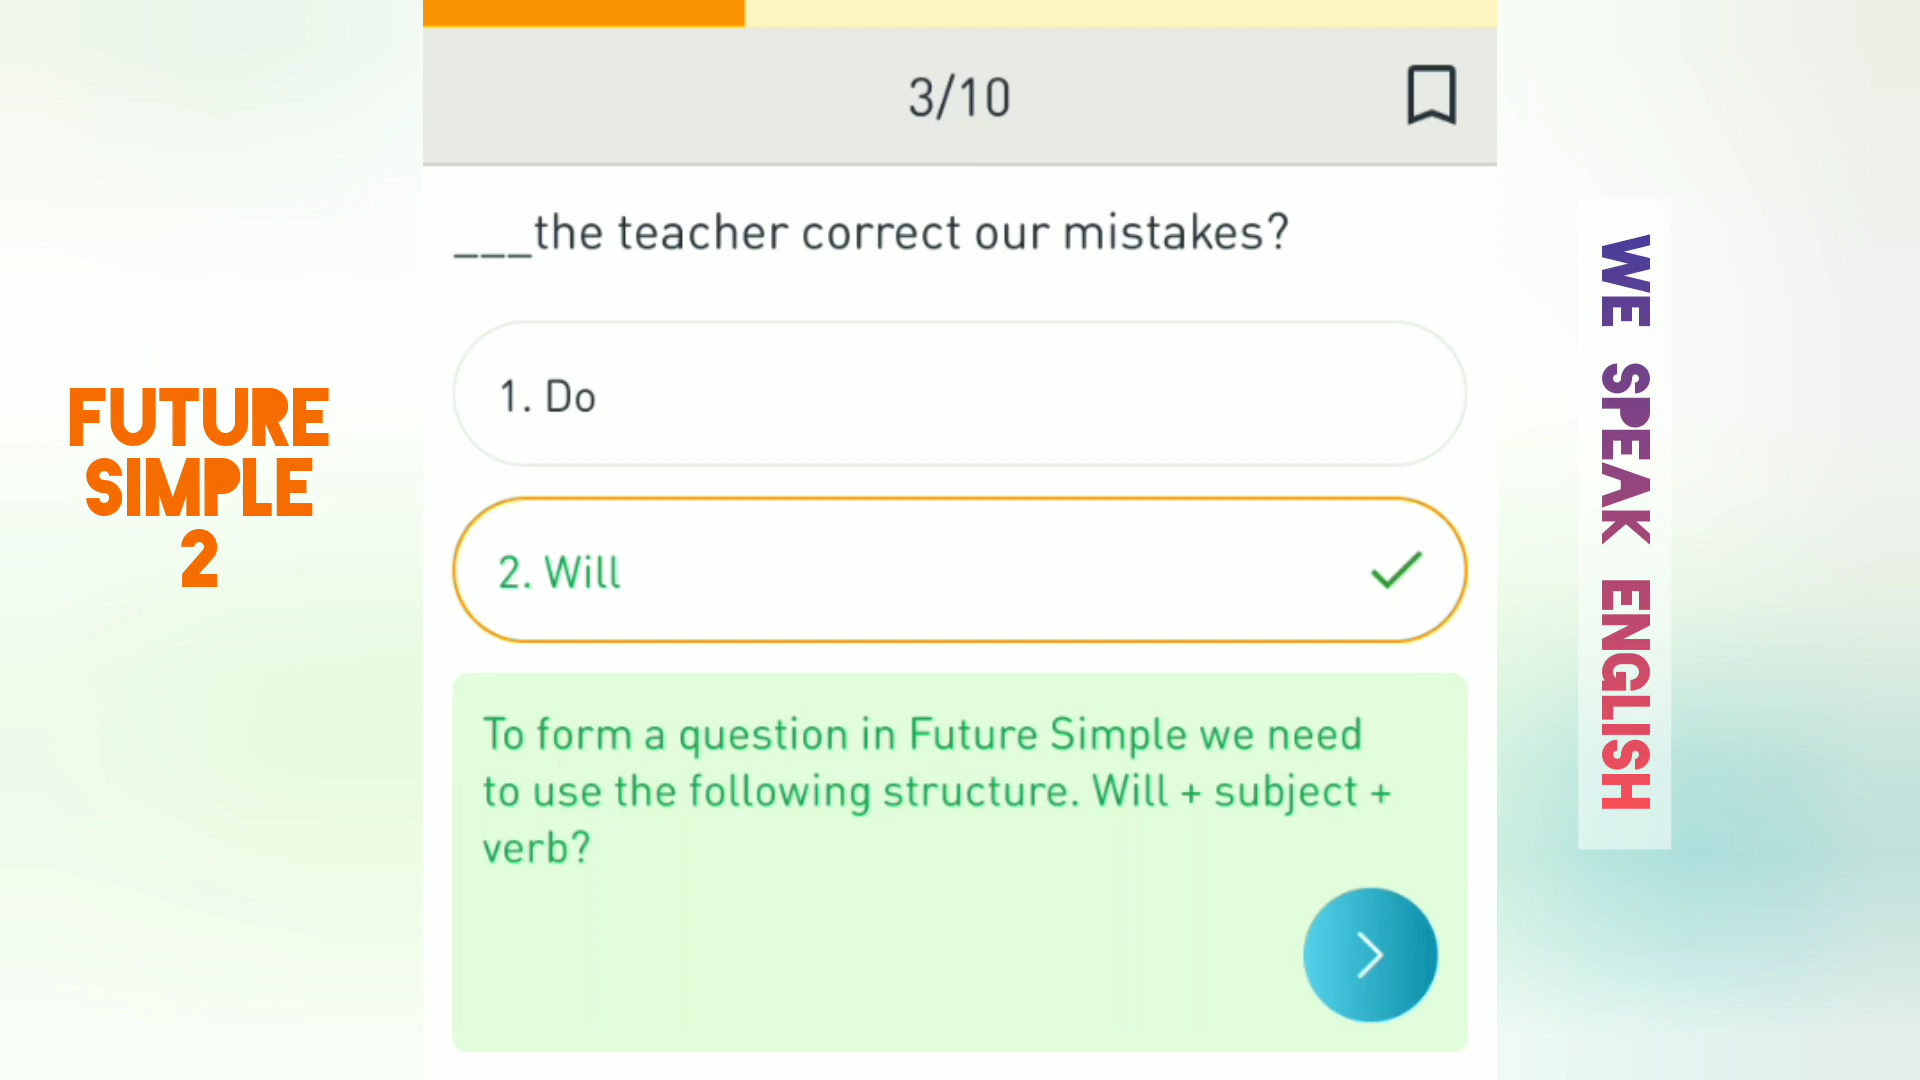 3/10
FUTURE
SIMPLE
2
___the teacher correct our mistakes?
1. Do
2. Will
To form a question in Future Simple we need
to use the following structure. Will + subject +
verb?
WE SPEAK ENGLISH